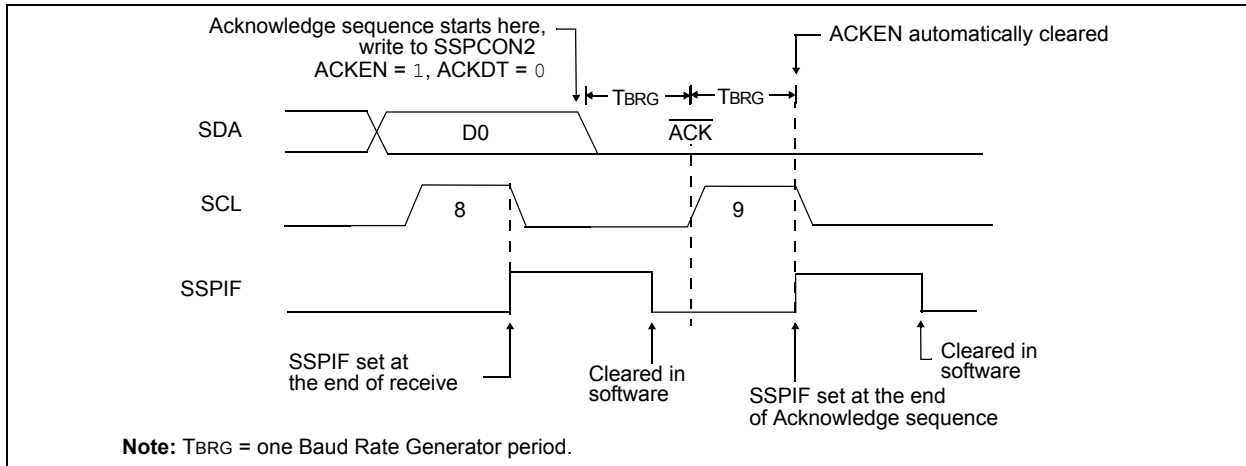 Acknowledge sequence starts here,
write to SSPCON2
ACKEN = 1, ACKDT = 0
ACKEN automatically cleared
TBRG
TBRG
SDA
D0
ACK
SCL
8
9
SSPIF
SSPIF set at
the end of receive
Cleared in
software
SSPIF set at the end
of Acknowledge sequence
Cleared in
software
Note: TBRG = one Baud Rate Generator period.